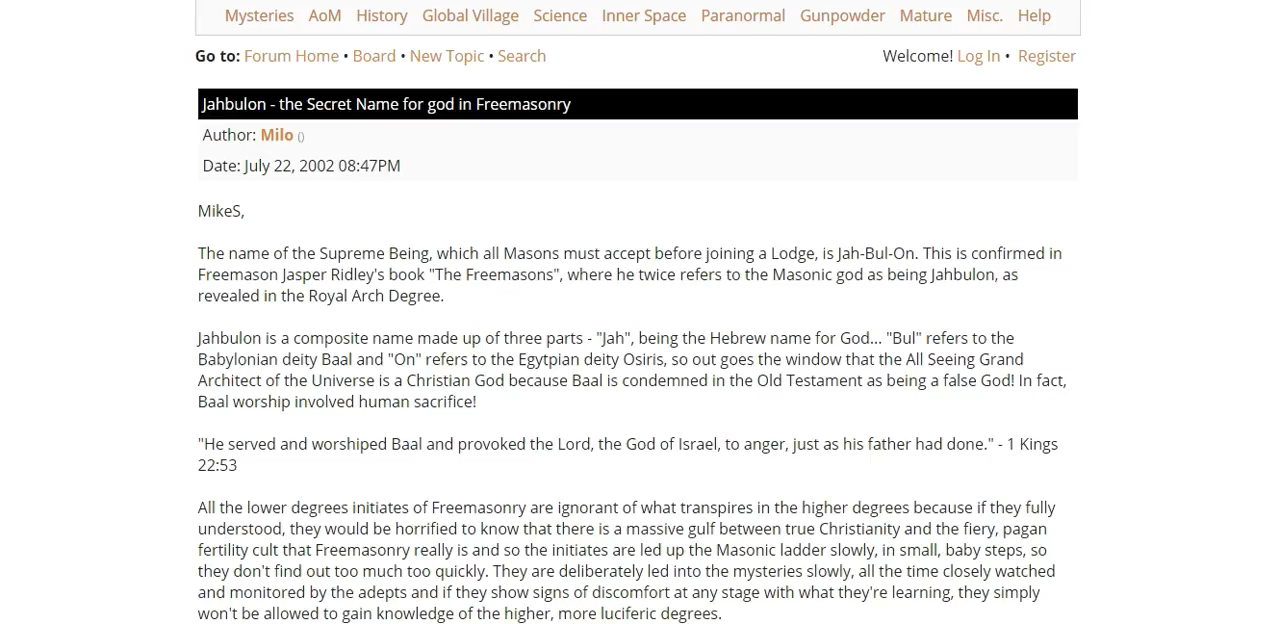 Mysteries AoM History Global Village Science Inner Space Paranormal Gunpowder Mature Misc. Help
Go to: Forum Home • Board • New Topic • Search Welcome! Log In • Register
Jahbulon - the Secret Name for god in Freemasonry
Author: Milo ()
Date: July 22, 2002 08:47PM
MikeS,
The name of the Supreme Being, which all Masons must accept before joining a Lodge, is Jah-Bul-On. This is confirmed in
Freemason Jasper Ridley's book "The Freemasons", where he twice refers to the Masonic god as being Jahbulon, as
revealed in the Royal Arch Degree.
Jahbulon is a composite name made up of three parts - "Jah", being the Hebrew name for God... "Bul" refers to the
Babylonian deity Baal and "On" refers to the Egytpian deity Osiris, so out goes the window that the All Seeing Grand
Architect of the Universe is a Christian God because Baal is condemned in the Old Testament as being a false God! In fact,
Baal worship involved human sacrifice!
"He served and worshiped Baal and provoked the Lord, the God of Israel, to anger, just as his father had done." - 1 Kings
22:53
All the lower degrees initiates of Freemasonry are ignorant of what transpires in the higher degrees because if they fully
understood, they would be horrified to know that there is a massive gulf between true Christianity and the fiery, pagan
fertility cult that Freemasonry really is and so the initiates are led up the Masonic ladder slowly, in small, baby steps, so
they don't find out too much too quickly. They are deliberately led into the mysteries slowly, all the time closely watched
and monitored by the adepts and if they show signs of discomfort at any stage with what they're learning, they simply
won't be allowed to gain knowledge of the higher, more luciferic degrees.